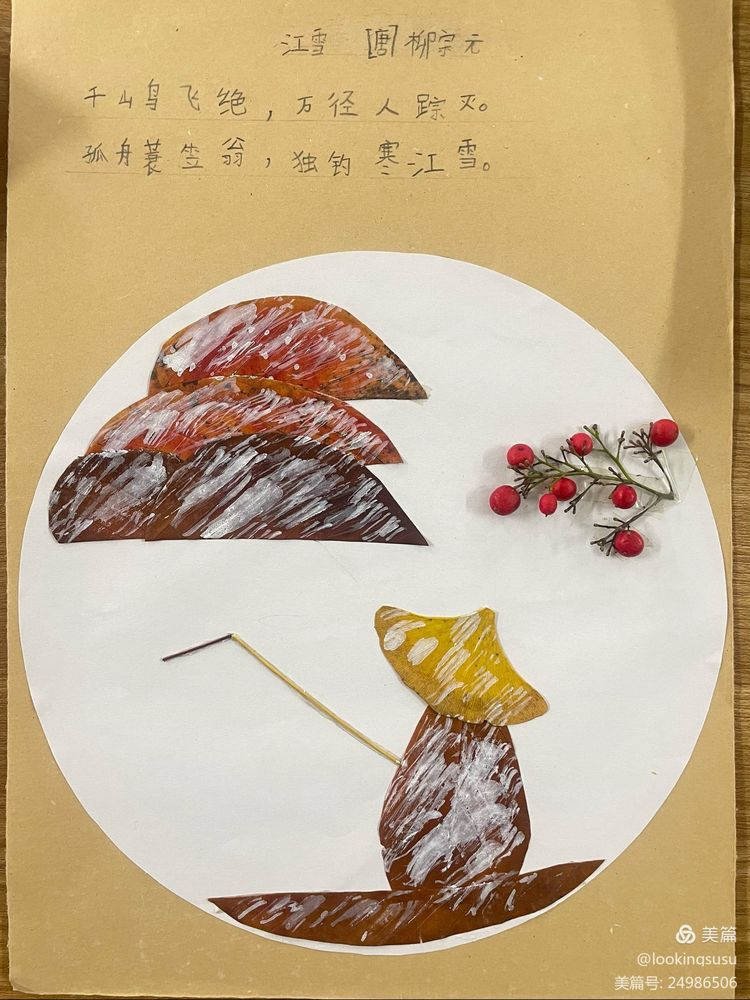 江雪 [唐]柳宗元
千山鸟飞绝，万径人踪灭。
孤舟蓑笠翁，独钓寒江雪。
美篇
@lookingsusu
美篇号: 24986506